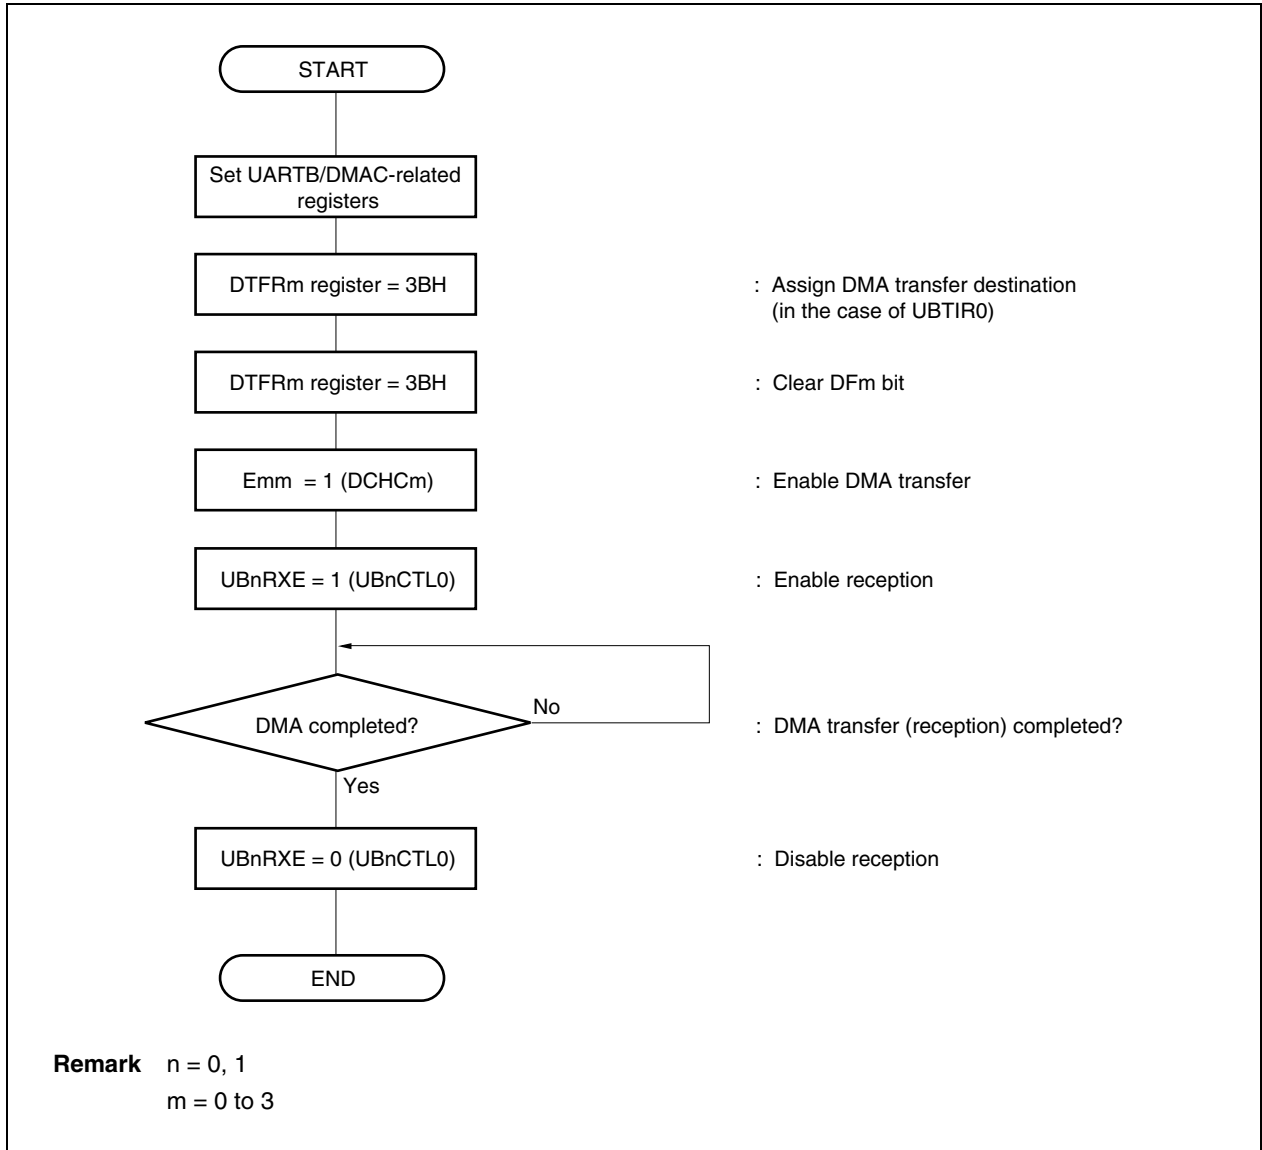 START
Set UARTB/DMAC-related
registers
DTFRm register = 3BH
: Assign DMA transfer destination
(in the case of UBTIR0)
DTFRm register = 3BH
: Clear DFm bit
Emm = 1 (DCHCm)
: Enable DMA transfer
UBnRXE = 1 (UBnCTL0)
: Enable reception
No
DMA completed?
: DMA transfer (reception) completed?
Yes
UBnRXE = 0 (UBnCTL0)
: Disable reception
END
Remark n = 0, 1
m = 0 to 3